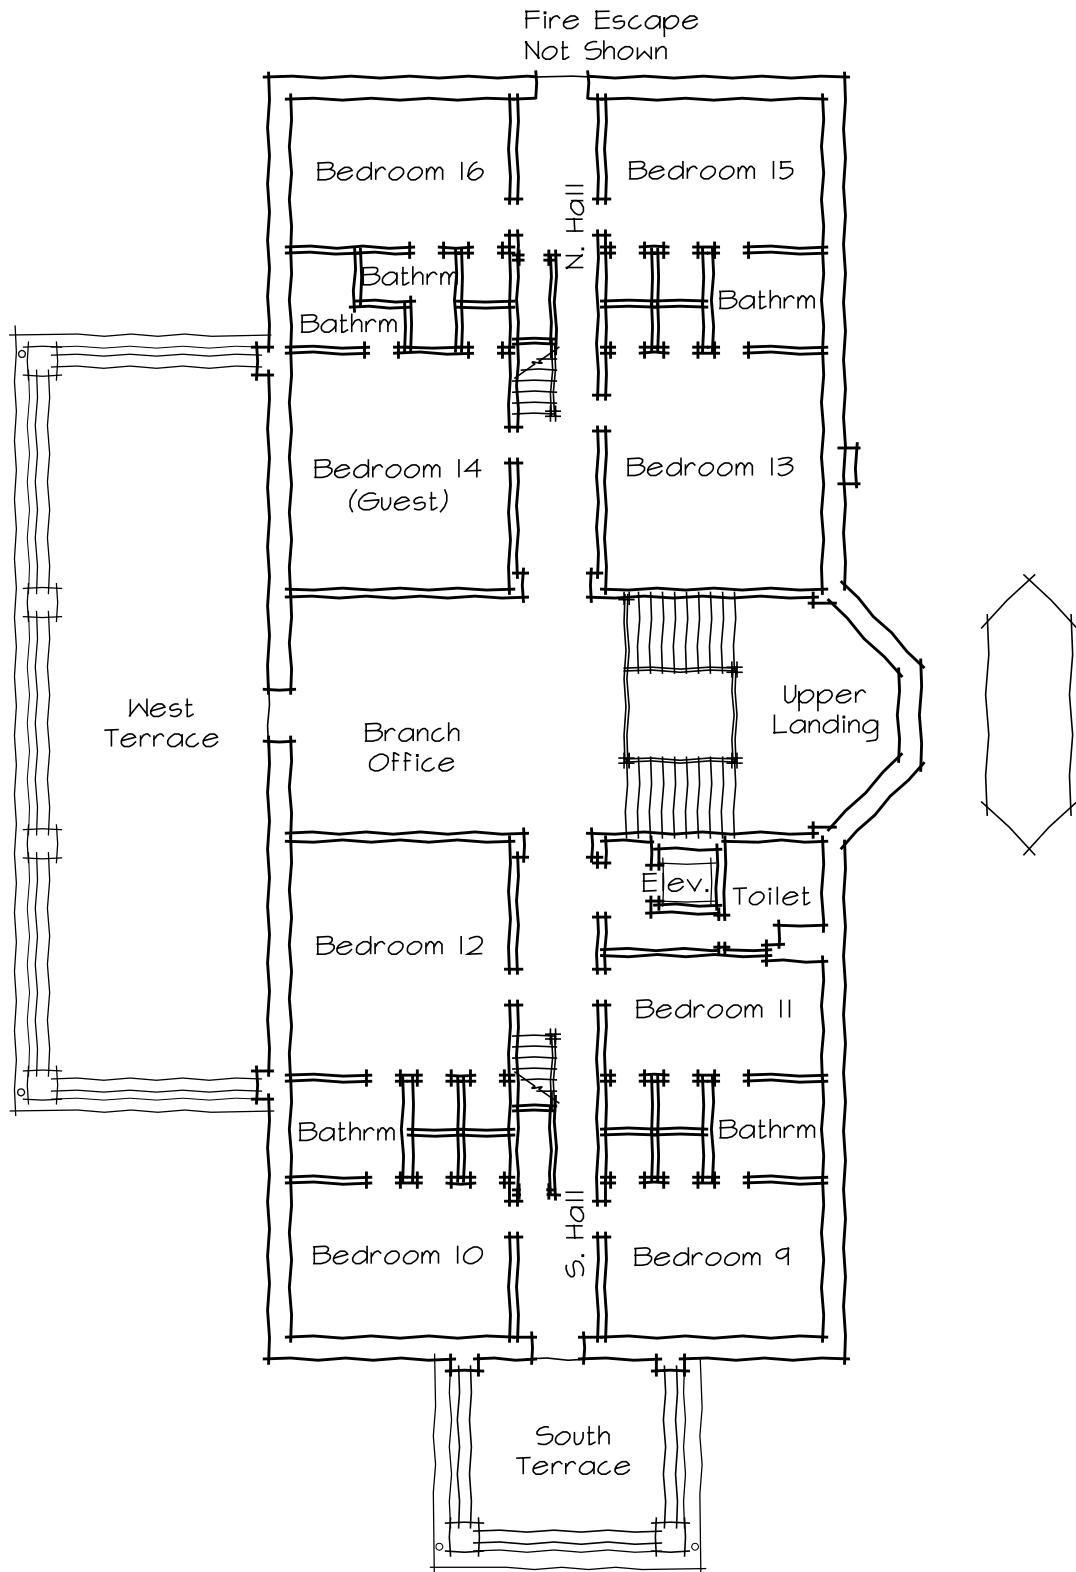 Fire Escape
Not Shown
Bedroom 16
Bedroom 15
N. Hall
Bathrm
Bathrm
Bathrm
Bedroom 14
(Guest)
Bedroom 13
West
Terrace
Branch
Office
Upper
Landing
Elev.
Toilet
Bedroom 12
Bedroom 11
Bathrm
Bathrm
S. Hall
Bedroom 10
Bedroom 9
South
Terrace